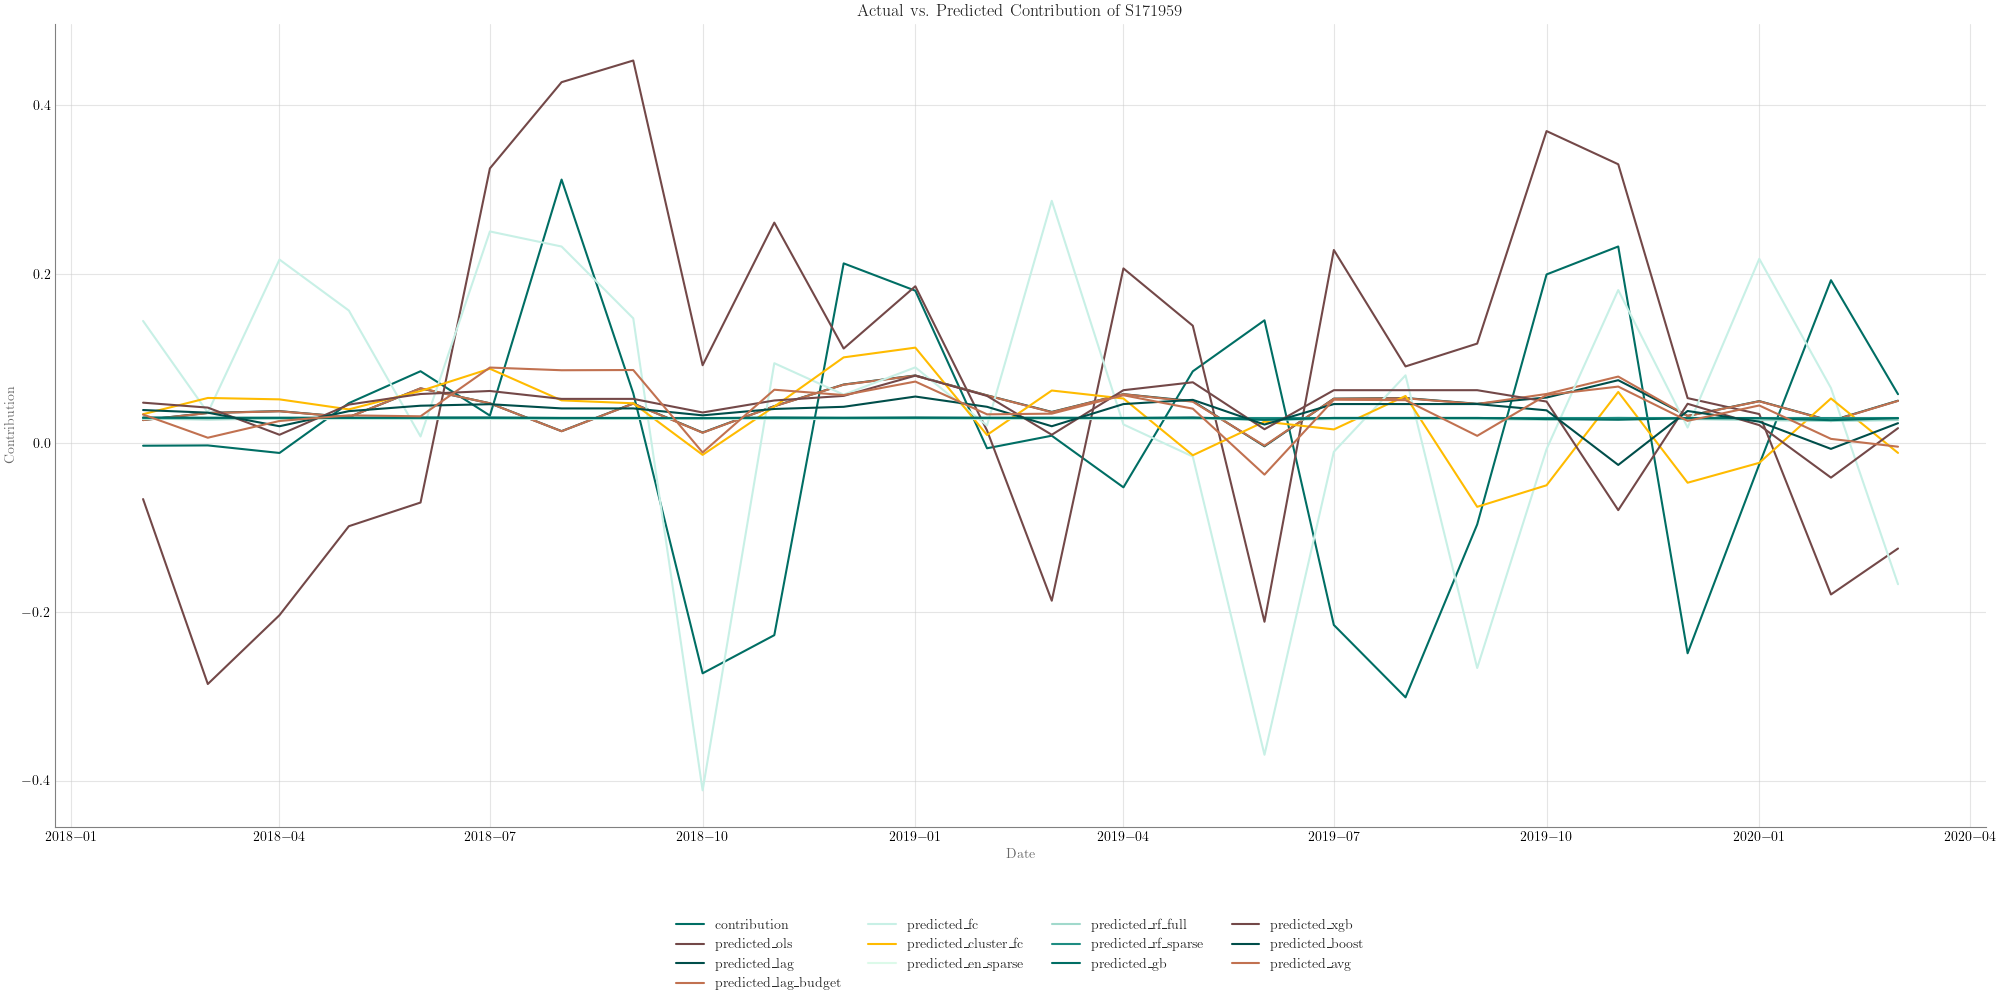 Actual vs. Predicted Contribution of S171959
Contribution
0.4
0.2
0.0
−0.2
−0.4
2018−01 2018−04 2018−07 2018−10 2019−01 2019−04 2019−07 2019−10 2020−01 2020−04
Date
contribution predicted_fc predicted_rf_full predicted_xgb
predicted_ols predicted_cluster_fc predicted_rf_sparse predicted_boost
predicted_lag predicted_en_sparse predicted_gb predicted_avg
predicted_lag_budget